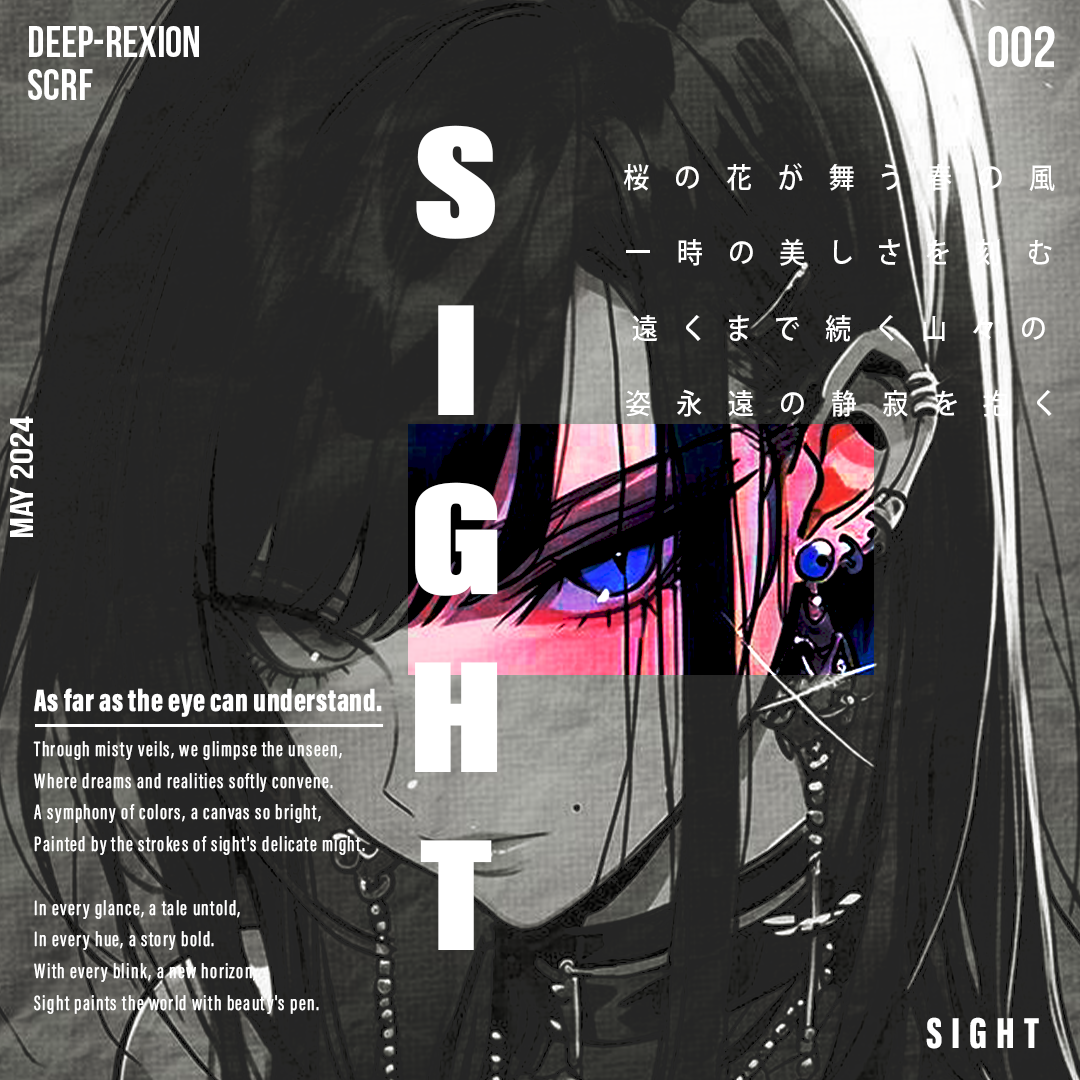 DEEP-REXION
SCRF
002
桜の花が舞う春の風
一時の美しさを刻む
遠くまで続く山々の
姿永遠の静寂を抱く
SIGHT
MAY 2024
As far as the eye can understand.
Through misty veils, we glimpse the unseen,
Where dreams and realities softly convene.
A symphony of colors, a canvas so bright,
Painted by the strokes of sight's delicate might.
In every glance, a tale untold,
In every hue, a story bold.
With every blink, a new horizon,
Sight paints the world with beauty's pen.
SIGHT